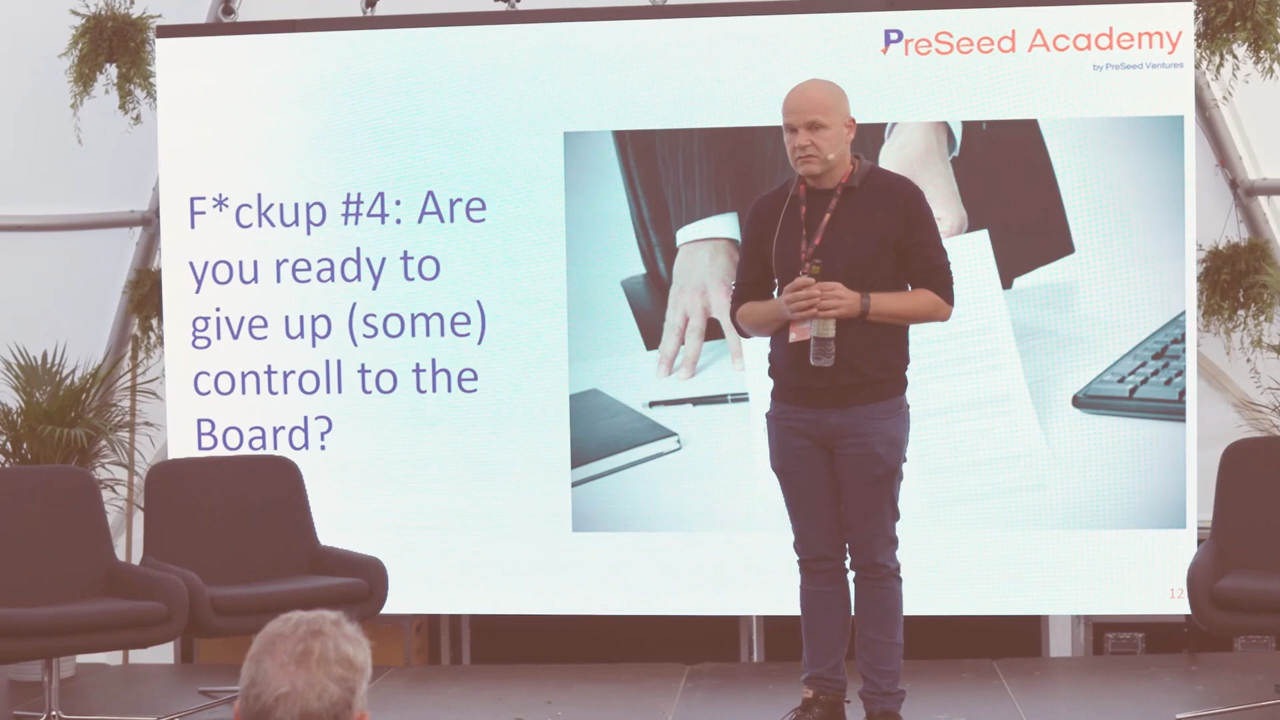 PreSeed Academy
by PreSeed Ventures
F*ckup #4: Are
you ready to
give up (some)
controll to the
Board?
12